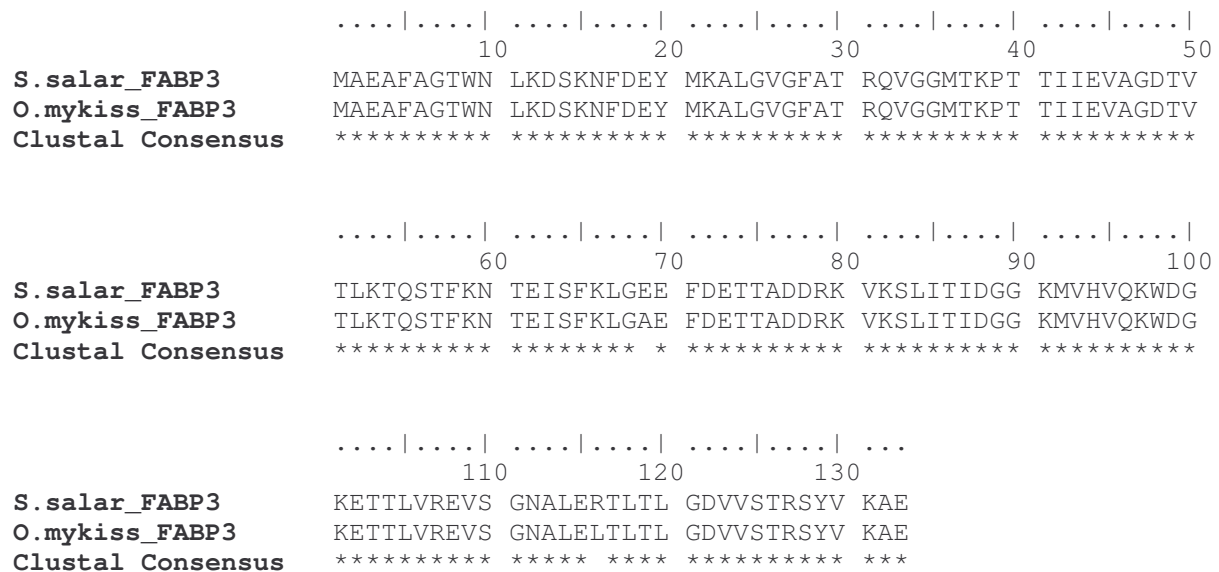 ....|....| ....|....| ....|....| ....|....| ....|....|
10 20 30 40 50
S.salar_FABP3 MAEAFAGTWN LKDSKNFDEY MKALGVGFAT RQVGGMTKPT TIIEVAGDTV
O.mykiss_FABP3 MAEAFAGTWN LKDSKNFDEY MKALGVGFAT RQVGGMTKPT TIIEVAGDTV
Clustal Consensus ********** ********** ********** ********** **********
....|....| ....|....| ....|....| ....|....| ....|....|
60 70 80 90 100
S.salar_FABP3 TLKTQSTFKN TEISFKLGEE FDETTADDRK VKSLITIDGG KMVHVQKWDG
O.mykiss_FABP3 TLKTQSTFKN TEISFKLGAE FDETTADDRK VKSLITIDGG KMVHVQKWDG
Clustal Consensus ********** ******** * ********** ********** **********
....|....| ....|....| ....|....| ...
110 120 130
S.salar_FABP3 KETTLVREVS GNALERTLTL GDVVSTRSYV KAE
O.mykiss_FABP3 KETTLVREVS GNALELTLTL GDVVSTRSYV KAE
Clustal Consensus ********** ***** **** ********** ***